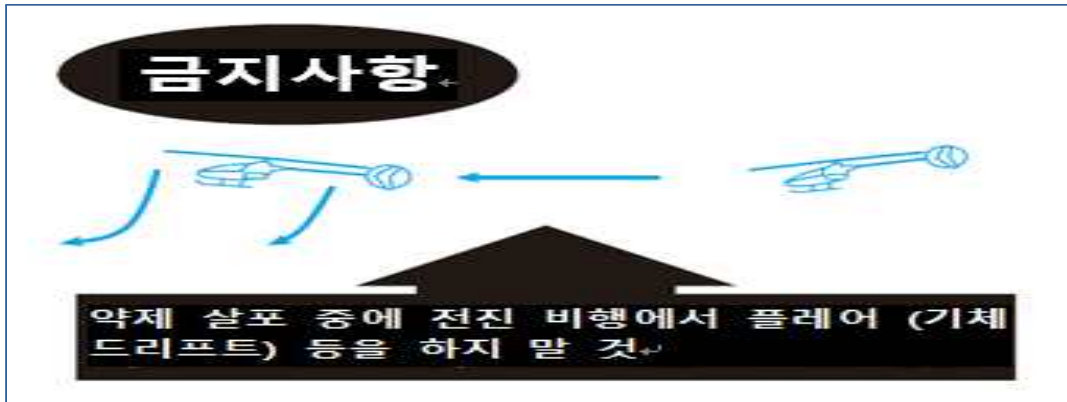 금지사항
약제 살포 중에 전진 비행에서 플레어 (기체
드리프트) 등을 하지 말 것